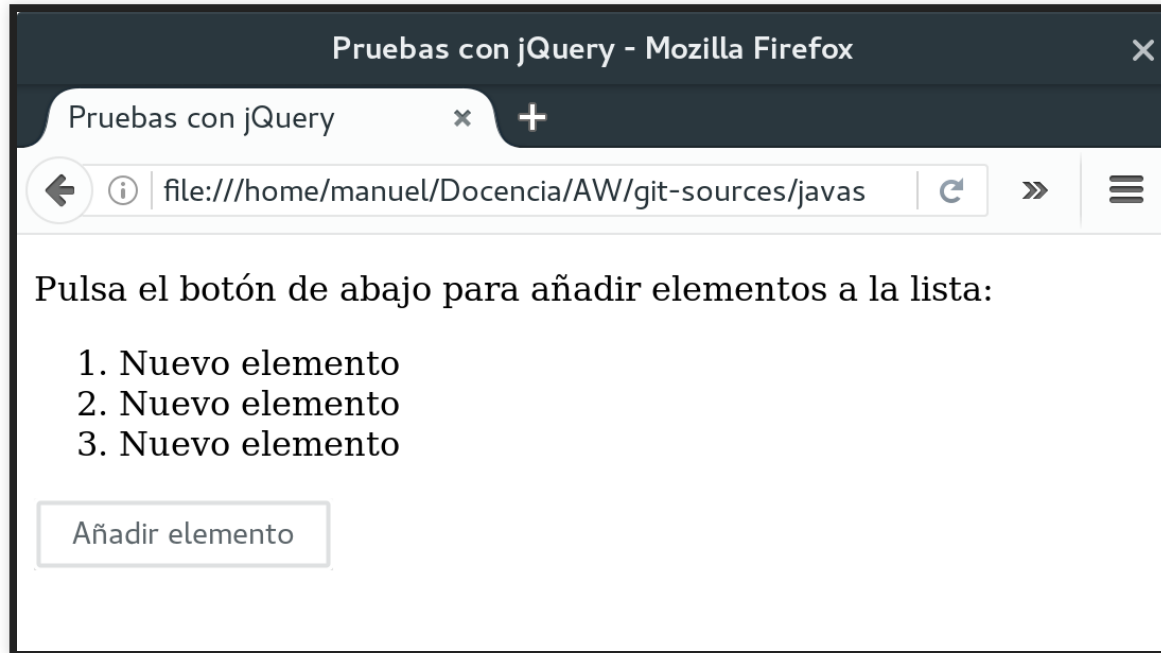 Pruebas con jQuery - Mozilla Firefox
Pruebas con jQuery
file:///home/manuel/Docencia/AW/git-sources/javas
Pulsa el botón de abajo para añadir elementos a la lista:
1. Nuevo elemento
2. Nuevo elemento
3. Nuevo elemento
Añadir elemento